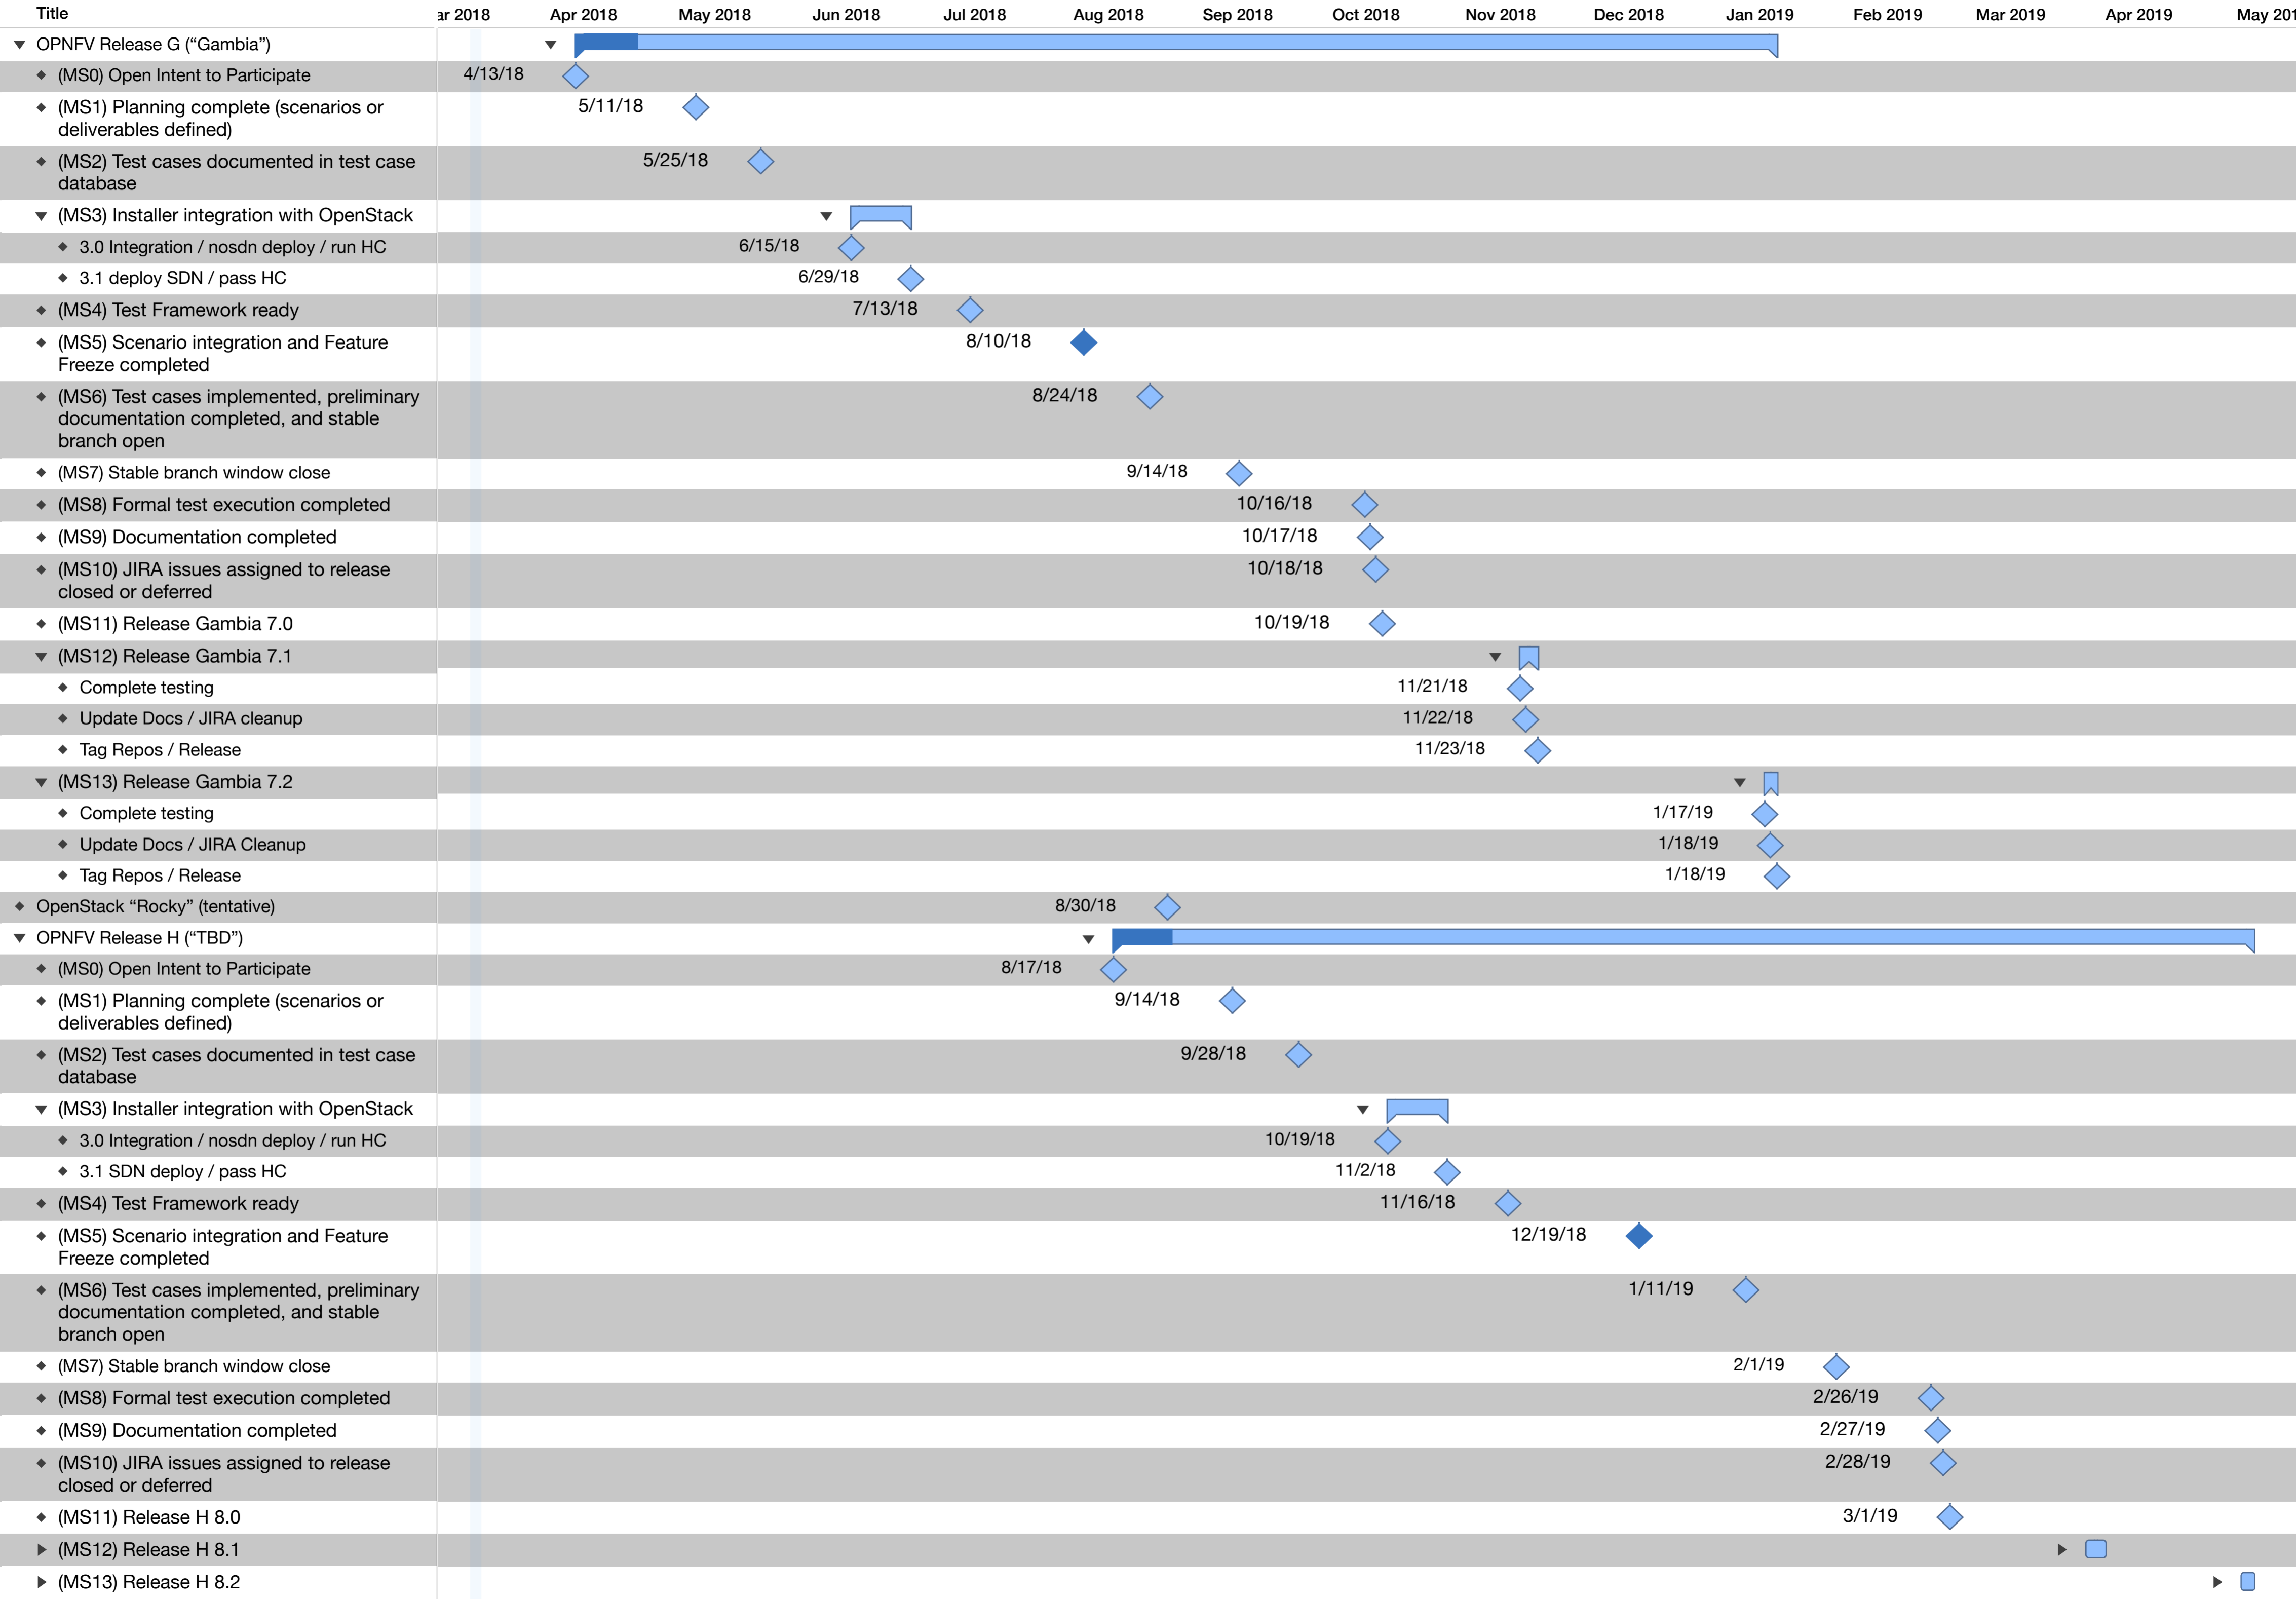 Title ar 2018 Apr 2018 May 2018 Jun 2018 Jul 2018 Aug 2018 Sep 2018 Oct 2018 Nov 2018 Dec 2018 Jan 2019 Feb 2019 Mar 2019 Apr 2019 May 201
OPNFV Release G (“Gambia”)
(MS0) Open Intent to Participate 4/13/18
(MS1) Planning complete (scenarios or 5/11/18
deliverables defined)
(MS2) Test cases documented in test case 5/25/18
database
(MS3) Installer integration with OpenStack
3.0 Integration / nosdn deploy / run HC 6/15/18
3.1 deploy SDN / pass HC 6/29/18
(MS4) Test Framework ready 7/13/18
(MS5) Scenario integration and Feature 8/10/18
Freeze completed
(MS6) Test cases implemented, preliminary 8/24/18
documentation completed, and stable
branch open
(MS7) Stable branch window close 9/14/18
(MS8) Formal test execution completed 10/16/18
(MS9) Documentation completed 10/17/18
(MS10) JIRA issues assigned to release 10/18/18
closed or deferred
(MS11) Release Gambia 7.0 10/19/18
(MS12) Release Gambia 7.1
Complete testing 11/21/18
Update Docs / JIRA cleanup 11/22/18
Tag Repos / Release 11/23/18
(MS13) Release Gambia 7.2
Complete testing 1/17/19
Update Docs / JIRA Cleanup 1/18/19
Tag Repos / Release 1/18/19
OpenStack “Rocky” (tentative) 8/30/18
OPNFV Release H (“TBD”)
(MS0) Open Intent to Participate 8/17/18
(MS1) Planning complete (scenarios or 9/14/18
deliverables defined)
(MS2) Test cases documented in test case 9/28/18
database
(MS3) Installer integration with OpenStack
3.0 Integration / nosdn deploy / run HC 10/19/18
3.1 SDN deploy / pass HC 11/2/18
(MS4) Test Framework ready 11/16/18
(MS5) Scenario integration and Feature 12/19/18
Freeze completed
(MS6) Test cases implemented, preliminary 1/11/19
documentation completed, and stable
branch open
(MS7) Stable branch window close 2/1/19
(MS8) Formal test execution completed 2/26/19
(MS9) Documentation completed 2/27/19
(MS10) JIRA issues assigned to release 2/28/19
closed or deferred
(MS11) Release H 8.0 3/1/19
(MS12) Release H 8.1
(MS13) Release H 8.2